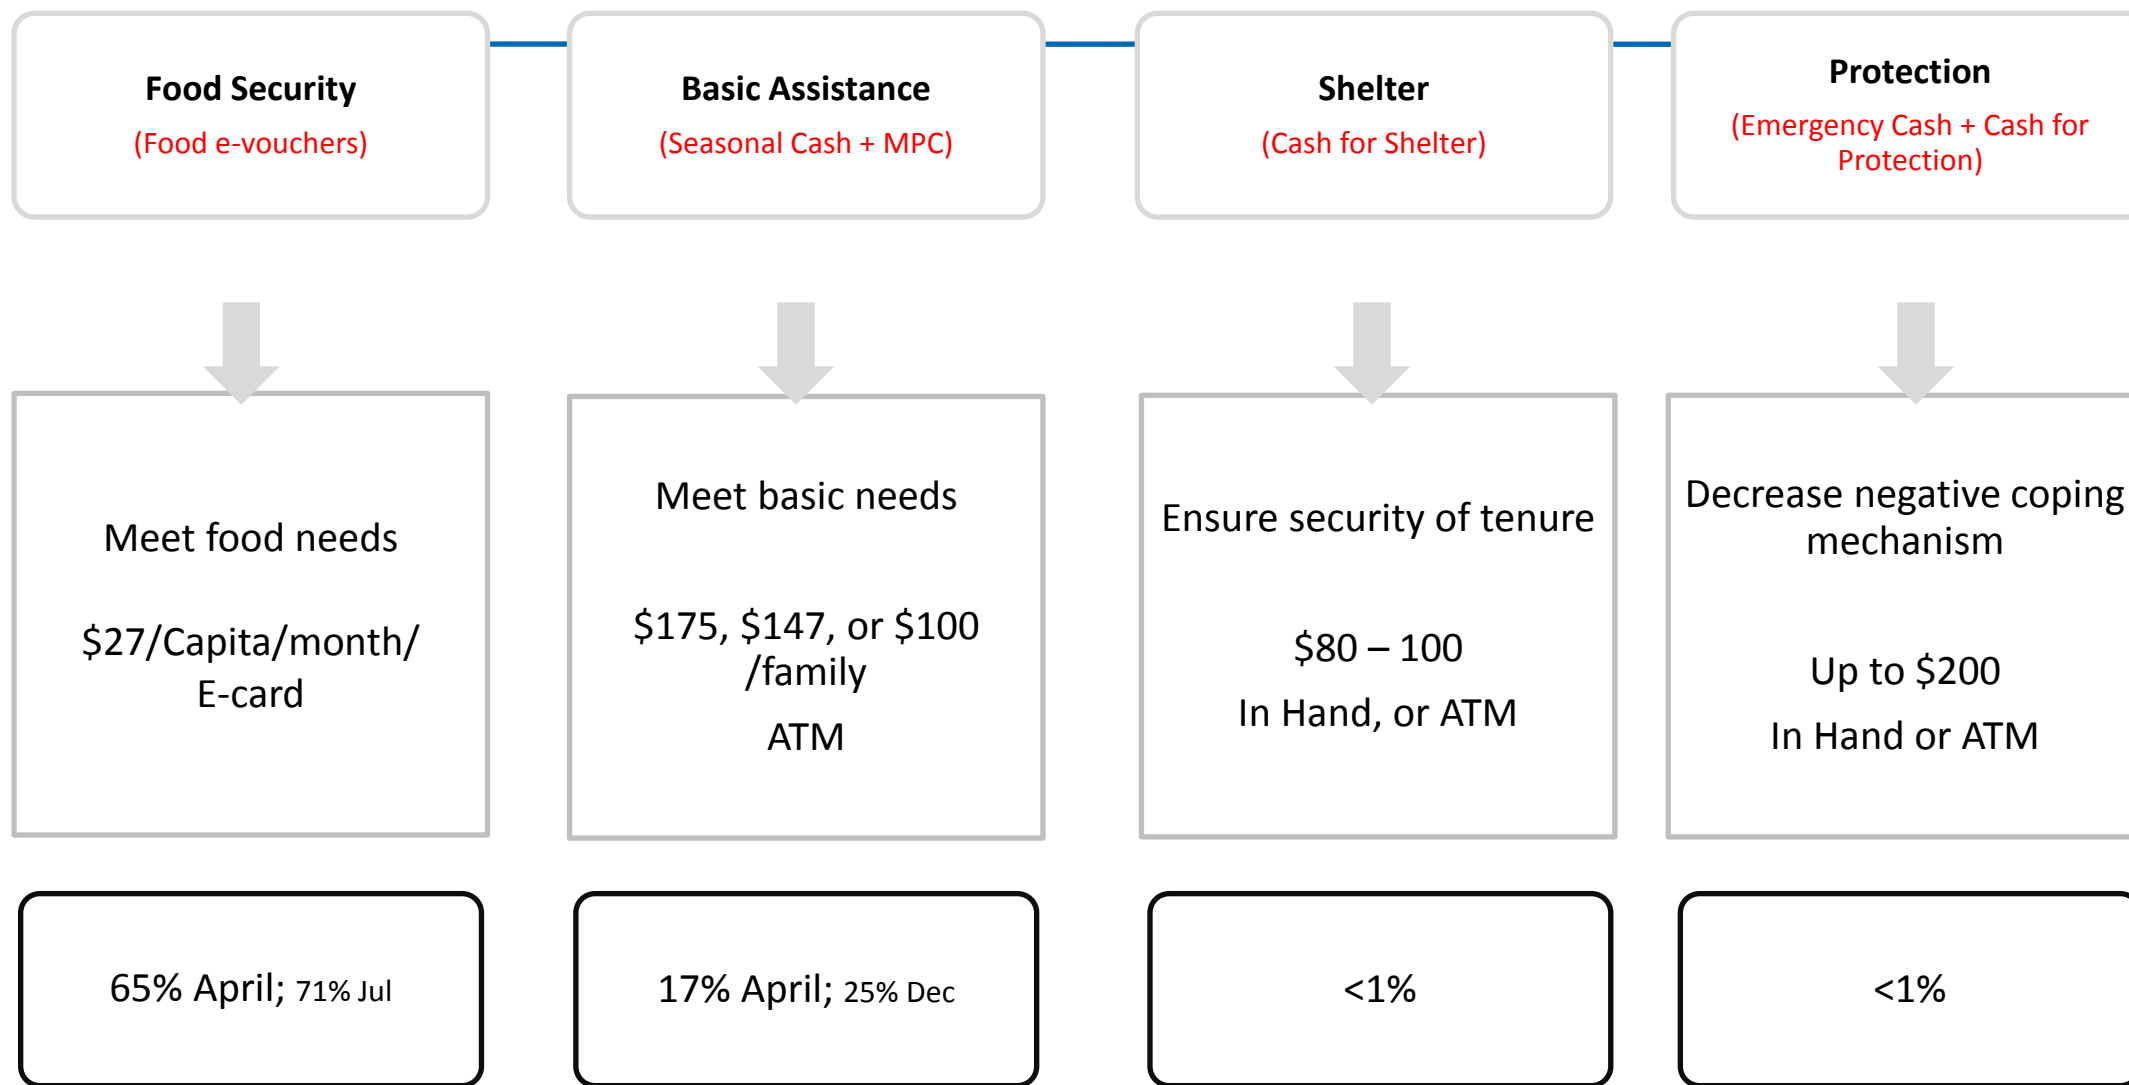 Food Security
(Food e-vouchers)
Basic Assistance
(Seasonal Cash + MPC)
Shelter
(Cash for Shelter)
Protection
(Emergency Cash + Cash for
Protection)
Meet food needs
$27/Capita/month/
E-card
Meet basic needs
$175, $147, or $100
/family
ATM
Ensure security of tenure
$80 – 100
In Hand, or ATM
Decrease negative coping
mechanism
Up to $200
In Hand or ATM
65% April; 71% Jul
17% April; 25% Dec
<1%
<1%